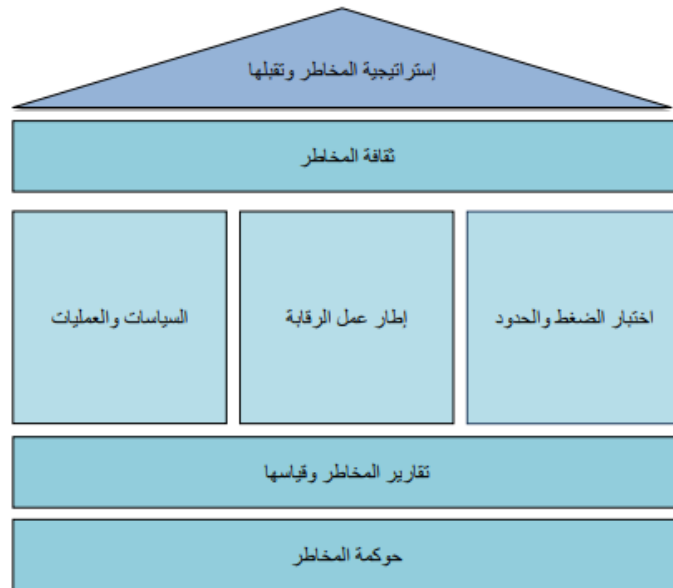 إستراتيجية المخاطر وتقبلها
ثقافة المخاطر
اختبار الضغط والحدود
إطار عمل الرقابة
السياسات والعمليات
تقارير المخاطر وقياسها
حوكمة المخاطر